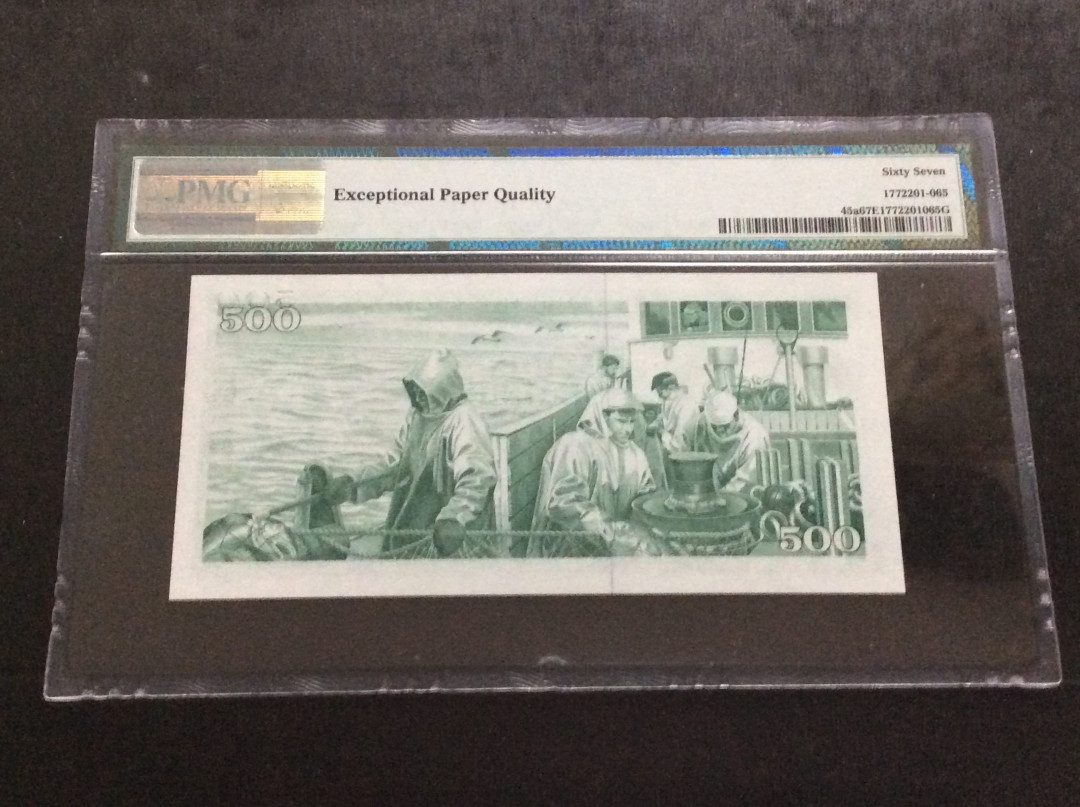 PMG
Exceptional Paper Quality
Sixty Seven
1772201-065
45a67E1772201065G
500
500